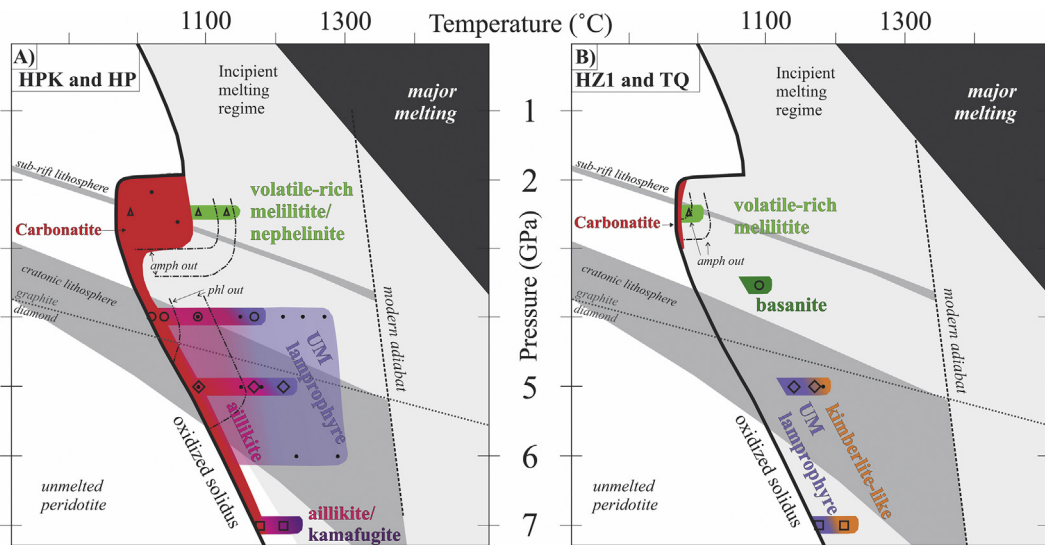 Temperature (˚C)
1100
1300
1100
1300
A)
HPK and HP
Incipient
melting
regime
major
melting
sub-rift lithosphere
volatile-rich
melilitite/
nephelinite
Carbonatite
amph out
cratonic lithosphere
phl out
graphite
diamond
modern adiabat
UM
lamprophyre
aillikite
oxidized solidus
unmelted
peridotite
aillikite/
kamafugite
Pressure (GPa)
1
2
3
4
5
6
7
B)
HZ1 and TQ
Incipient
melting
regime
major
melting
sub-rift lithosphere
volatile-rich
melilitite
Carbonatite
amph out
cratonic lithosphere
basanite
graphite
diamond
modern adiabat
UM
lamprophyre
kimberlite-like
oxidized solidus
unmelted
peridotite